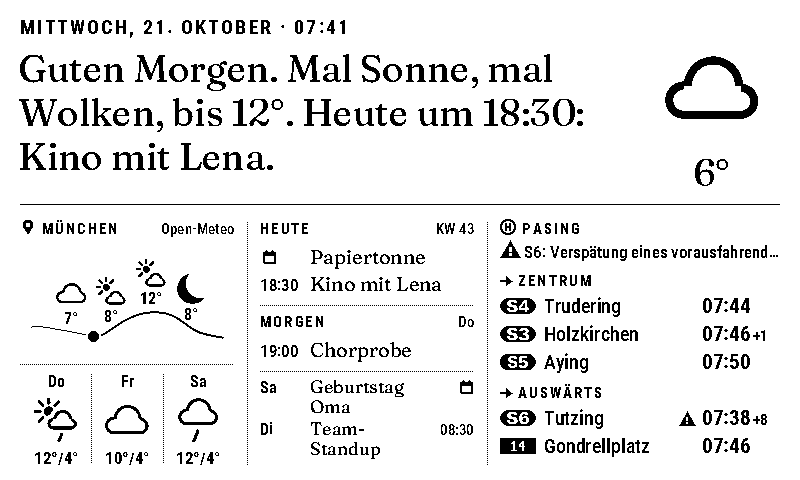 MITTWOCH, 21. OKTOBER · 07:41
Guten Morgen. Mal Sonne, mal
Wolken, bis 12°. Heute um 18:30:
Kino mit Lena.
6°
MÜNCHEN Open-Meteo
7° 8° 12° 8°
Do Fr Sa
12°/4° 10°/4° 12°/4°
HEUTE KW 43
Papiertonne
18:30 Kino mit Lena
MORGEN Do
19:00 Chorprobe
Sa Geburtstag
Oma
Di Team- 08:30
Standup
H PASING
S6: Verspätung eines vorausfahrend…
→ ZENTRUM
S4 Trudering 07:44
S3 Holzkirchen 07:46 +1
S5 Aying 07:50
→ AUSWÄRTS
S6 Tutzing 07:38 +8
14 Gondrellplatz 07:46